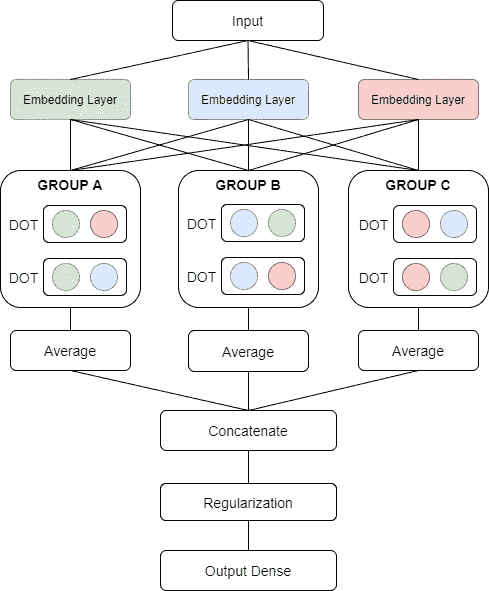 Input
Embedding Layer
Embedding Layer
Embedding Layer
GROUP A
DOT
DOT
GROUP B
DOT
DOT
GROUP C
DOT
DOT
Average
Average
Average
Concatenate
Regularization
Output Dense